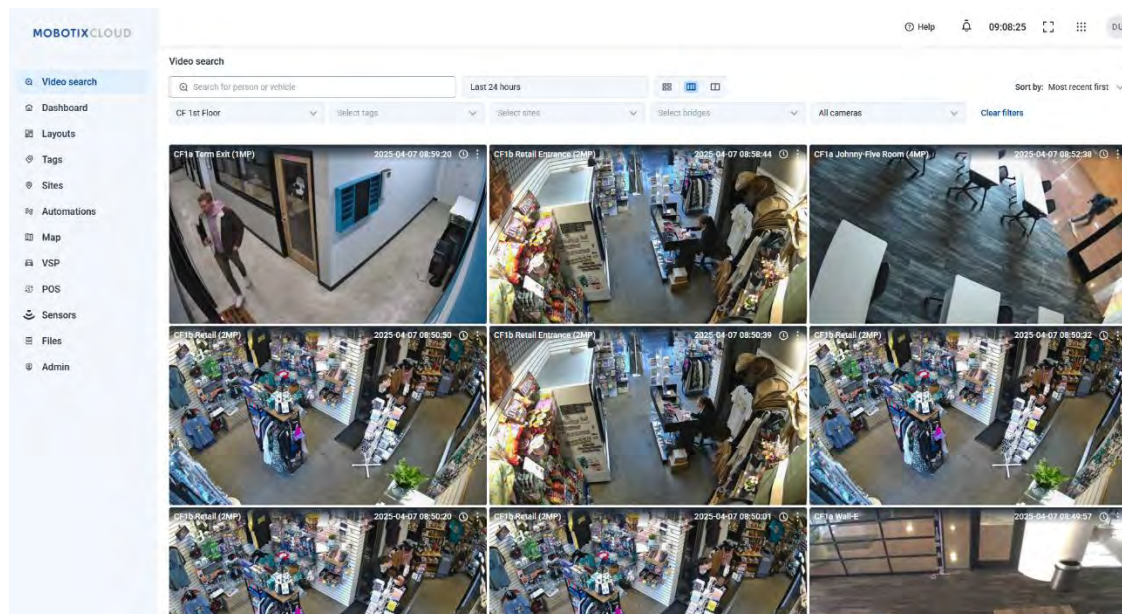 MOBOTIXCLOUD
Help
09:08:25
DU
Video search
Dashboard
Layouts
Tags
Sites
Automations
Map
VSP
POS
Sensors
Files
Admin
Video search
Search for person or vehicle
Last 24 hours
Sort by: Most recent first
CF 1st Floor
Select tags
Select sites
Select bridges
All cameras
Clear filters
CF1a Term Exit (1MP) 2025-04-07 08:59:20
CF1b Retail Entrance (2MP) 2025-04-07 08:58:44
CF1a Johnny-Five Room (4MP) 2025-04-07 08:52:38
CF1b Retail (2MP) 2025-04-07 08:50:50
CF1b Retail Entrance (2MP) 2025-04-07 08:50:39
CF1b Retail (2MP) 2025-04-07 08:50:32
CF1b Retail (2MP) 2025-04-07 08:50:20
CF1b Retail (2MP) 2025-04-07 08:50:01
CF1a Wall-E 2025-04-07 08:49:57